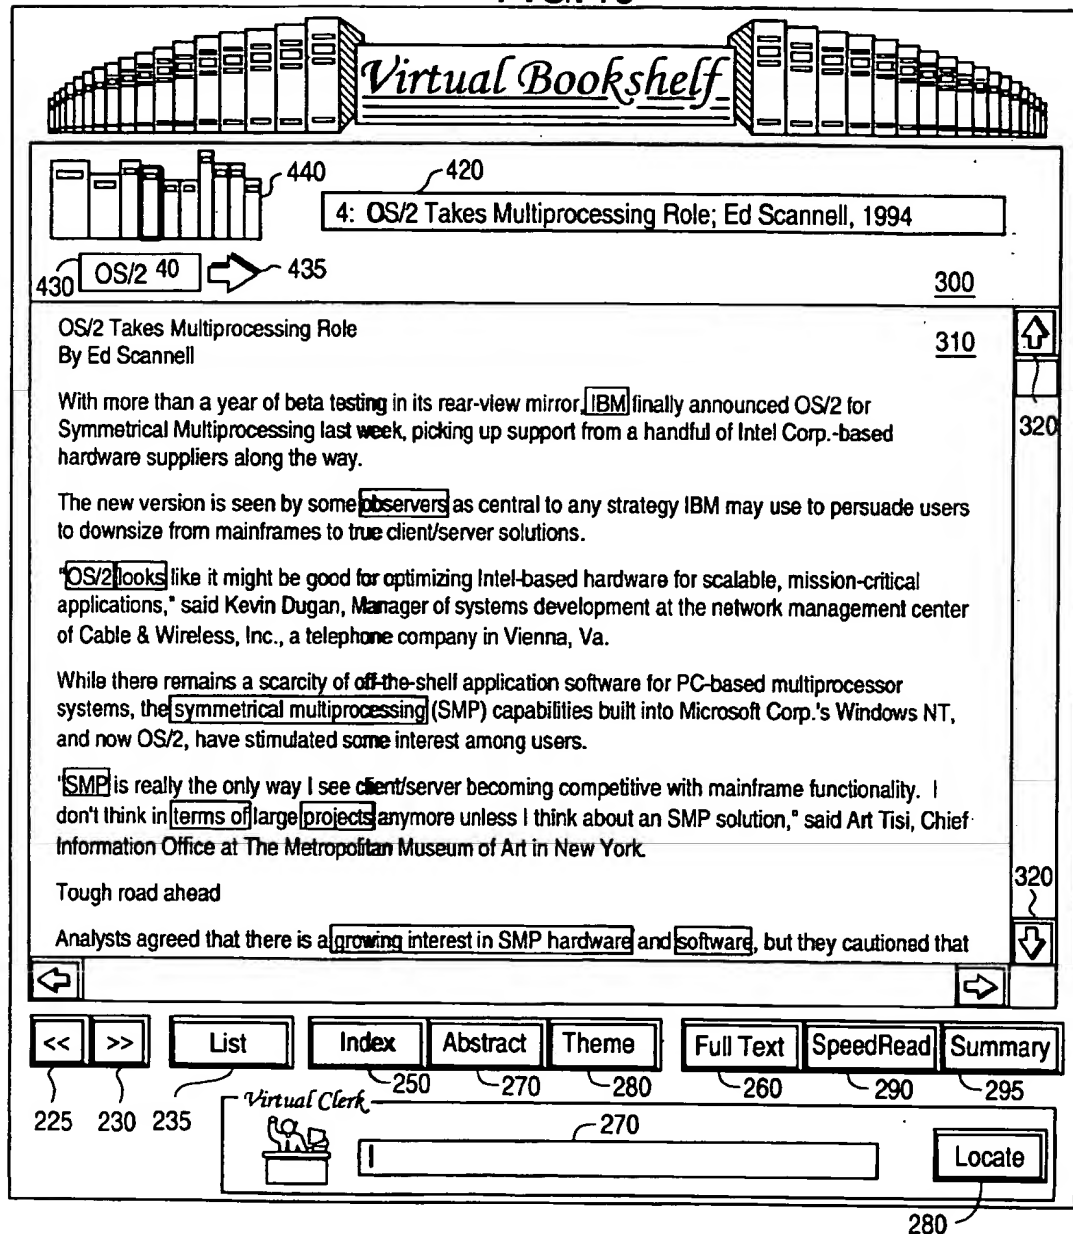 Virtual Bookshelf
440
420
4: OS/2 Takes Multiprocessing Role; Ed Scannell, 1994
430
OS/2 40
435
300
OS/2 Takes Multiprocessing Role
310
By Ed Scannell
With more than a year of beta testing in its rear-view mirror, IBM finally announced OS/2 for
320
Symmetrical Multiprocessing last week, picking up support from a handful of Intel Corp.-based
hardware suppliers along the way.
The new version is seen by some observers as central to any strategy IBM may use to persuade users
to downsize from mainframes to true client/server solutions.
"OS/2 looks like it might be good for optimizing Intel-based hardware for scalable, mission-critical
applications," said Kevin Dugan, Manager of systems development at the network management center
of Cable & Wireless, Inc., a telephone company in Vienna, Va.
While there remains a scarcity of off-the-shelf application software for PC-based multiprocessor
systems, the symmetrical multiprocessing (SMP) capabilities built into Microsoft Corp.'s Windows NT,
and now OS/2, have stimulated some interest among users.
"SMP is really the only way I see client/server becoming competitive with mainframe functionality. I
don't think in terms of large projects anymore unless I think about an SMP solution," said Art Tisi, Chief
Information Office at The Metropolitan Museum of Art in New York.
Tough road ahead
320
Analysts agreed that there is a growing interest in SMP hardware and software, but they cautioned that
<< >> List Index Abstract Theme Full Text SpeedRead Summary
225 230 235 250 270 280 260 290 295
Virtual Clerk
270
Locate
280